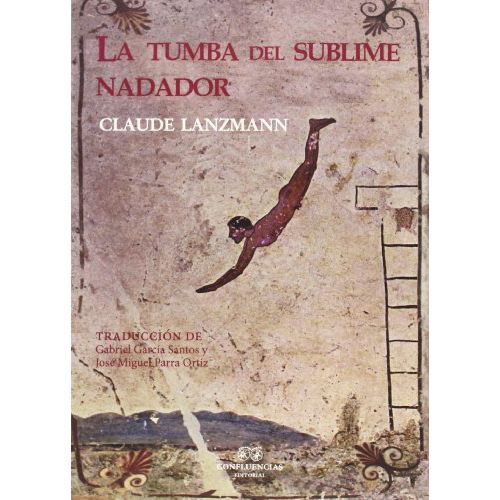 LA TUMBA DEL SUBLIME
NADADOR
CLAUDE LANZMANN
TRADUCCIÓN DE
Gabriel García Santos y
José Miguel Parra Ortiz
CONFLUENCIAS
EDITORIAL